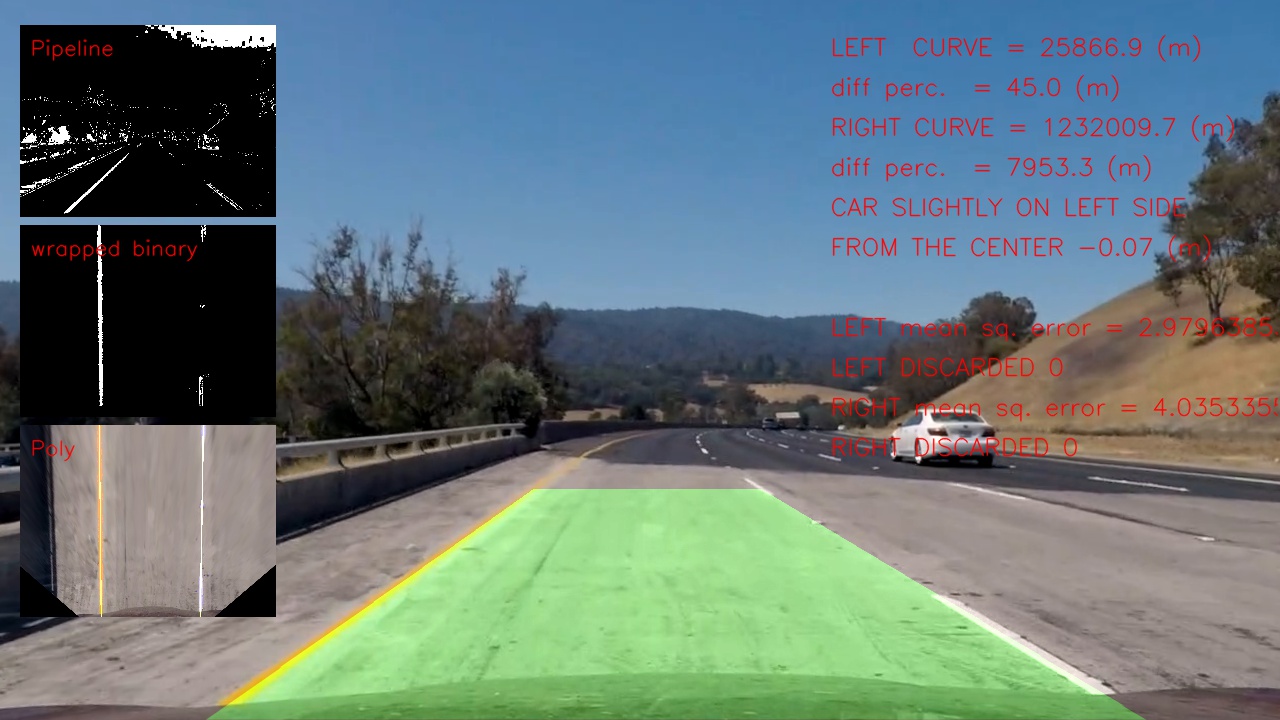 Pipeline
wrapped binary
Poly
LEFT CURVE = 25866.9 (m)
diff perc. = 45.0 (m)
RIGHT CURVE = 1232009.7 (m)
diff perc. = 7953.3 (m)
CAR SLIGHTLY ON LEFT SIDE
FROM THE CENTER -0.07 (m)
LEFT mean sq. error = 2.9796385
LEFT DISCARDED 0
RIGHT mean sq. error = 4.035335
RIGHT DISCARDED 0